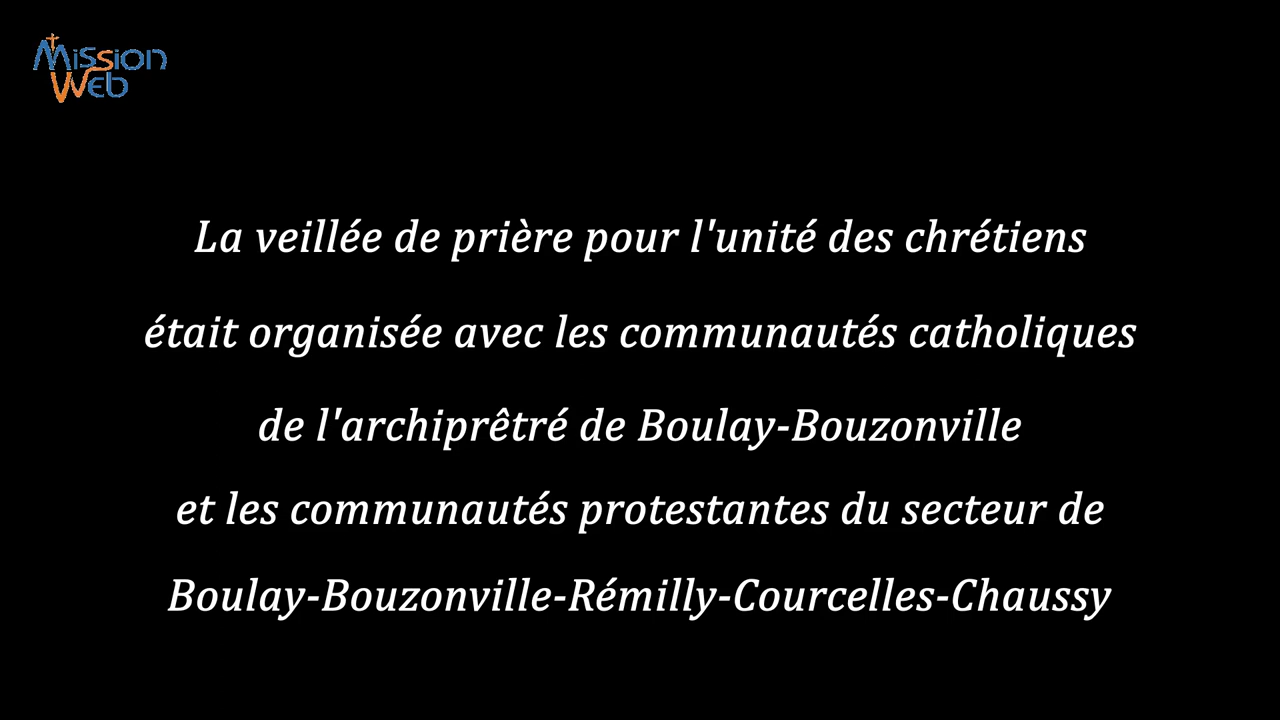 Mission
Web
La veillée de prière pour l'unité des chrétiens
était organisée avec les communautés catholiques
de l'archiprêtré de Boulay-Bouzonville
et les communautés protestantes du secteur de
Boulay-Bouzonville-Rémilly-Courcelles-Chaussy